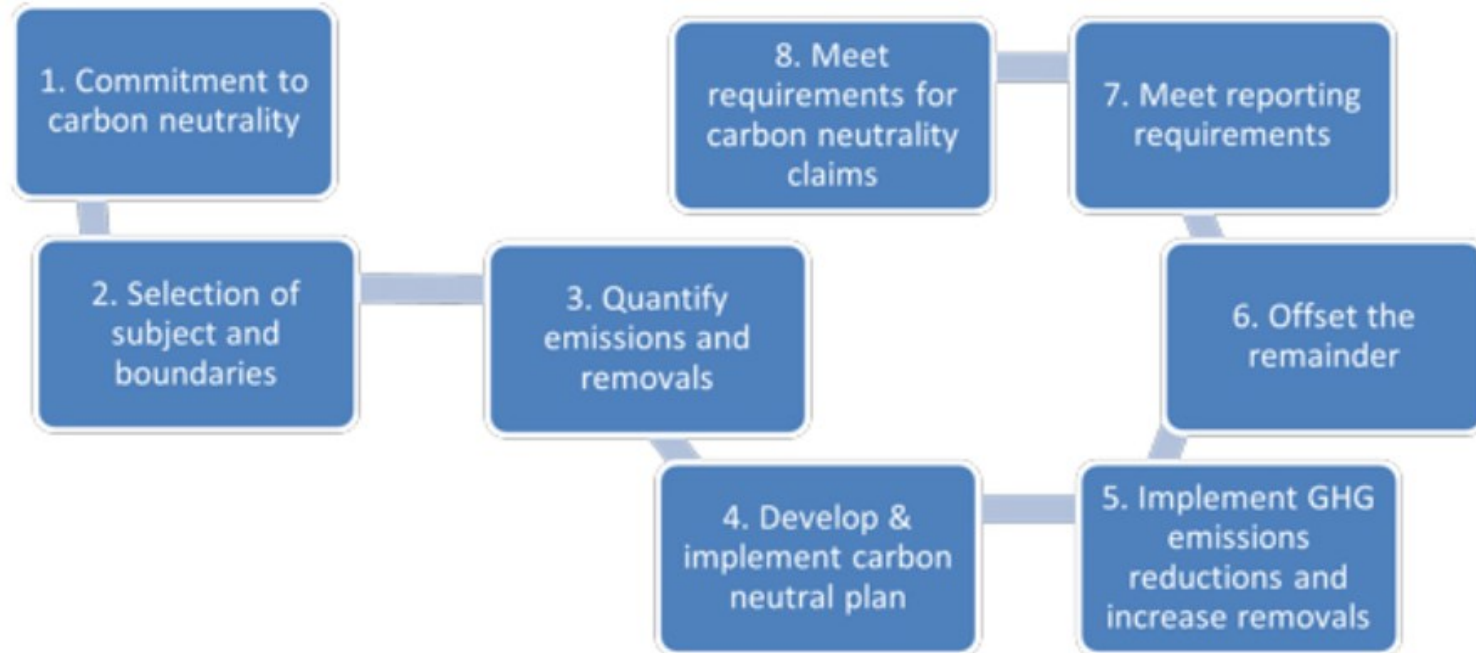 1. Commitment to
carbon neutrality
2. Selection of
subject and
boundaries
3. Quantify
emissions and
removals
4. Develop &
implement carbon
neutral plan
5. Implement GHG
emissions
reductions and
increase removals
6. Offset the
remainder
7. Meet reporting
requirements
8. Meet
requirements for
carbon neutrality
claims